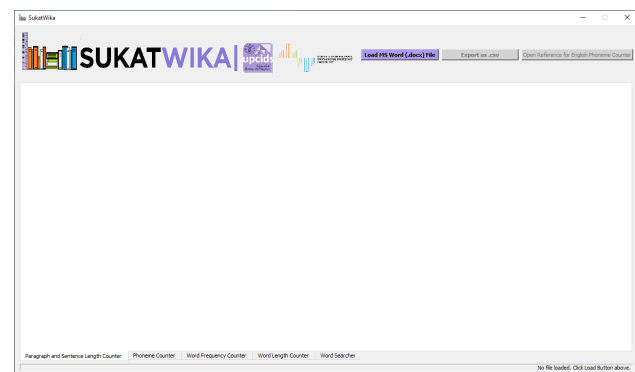 SukatWika
SUKATWIKA
upcids
Load MS Word (.docx) File
Export as .csv
Open Reference for English Phoneme Counter
Paragraph and Sentence Length Counter
Phoneme Counter
Word Frequency Counter
Word Length Counter
Word Searcher
No file loaded. Click Load Button above.